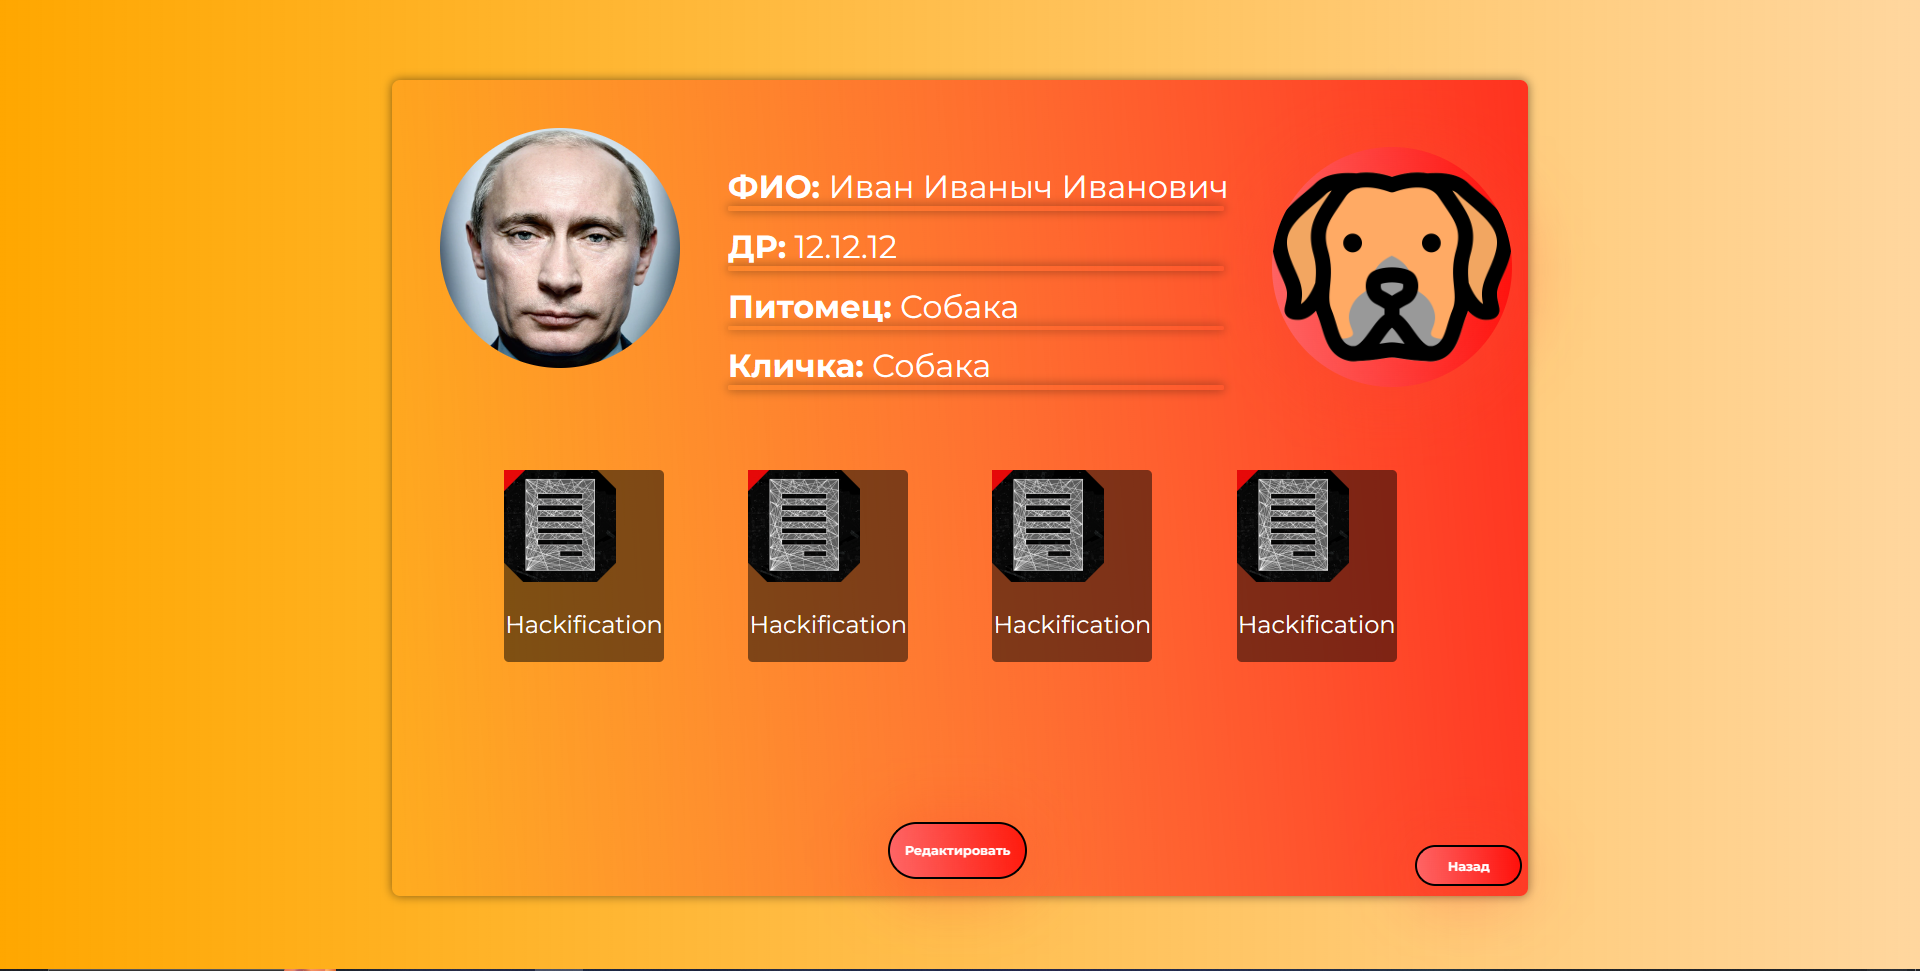 ФИО: Иван Иваныч Иванович
ДР: 12.12.12
Питомец: Собака
Кличка: Собака
Hackification Hackification Hackification Hackification
Редактировать
Назад